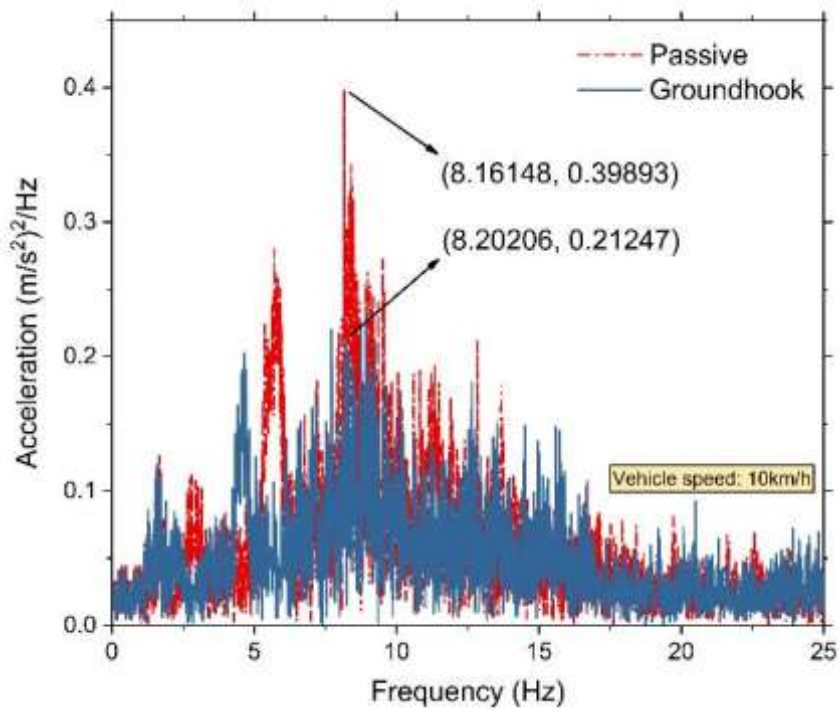 Passive
Groundhook
(8.16148, 0.39893)
(8.20206, 0.21247)
Vehicle speed: 10km/h
Acceleration (m/s²)²/Hz
0.4
0.3
0.2
0.1
0.0
0 5 10 15 20 25
Frequency (Hz)